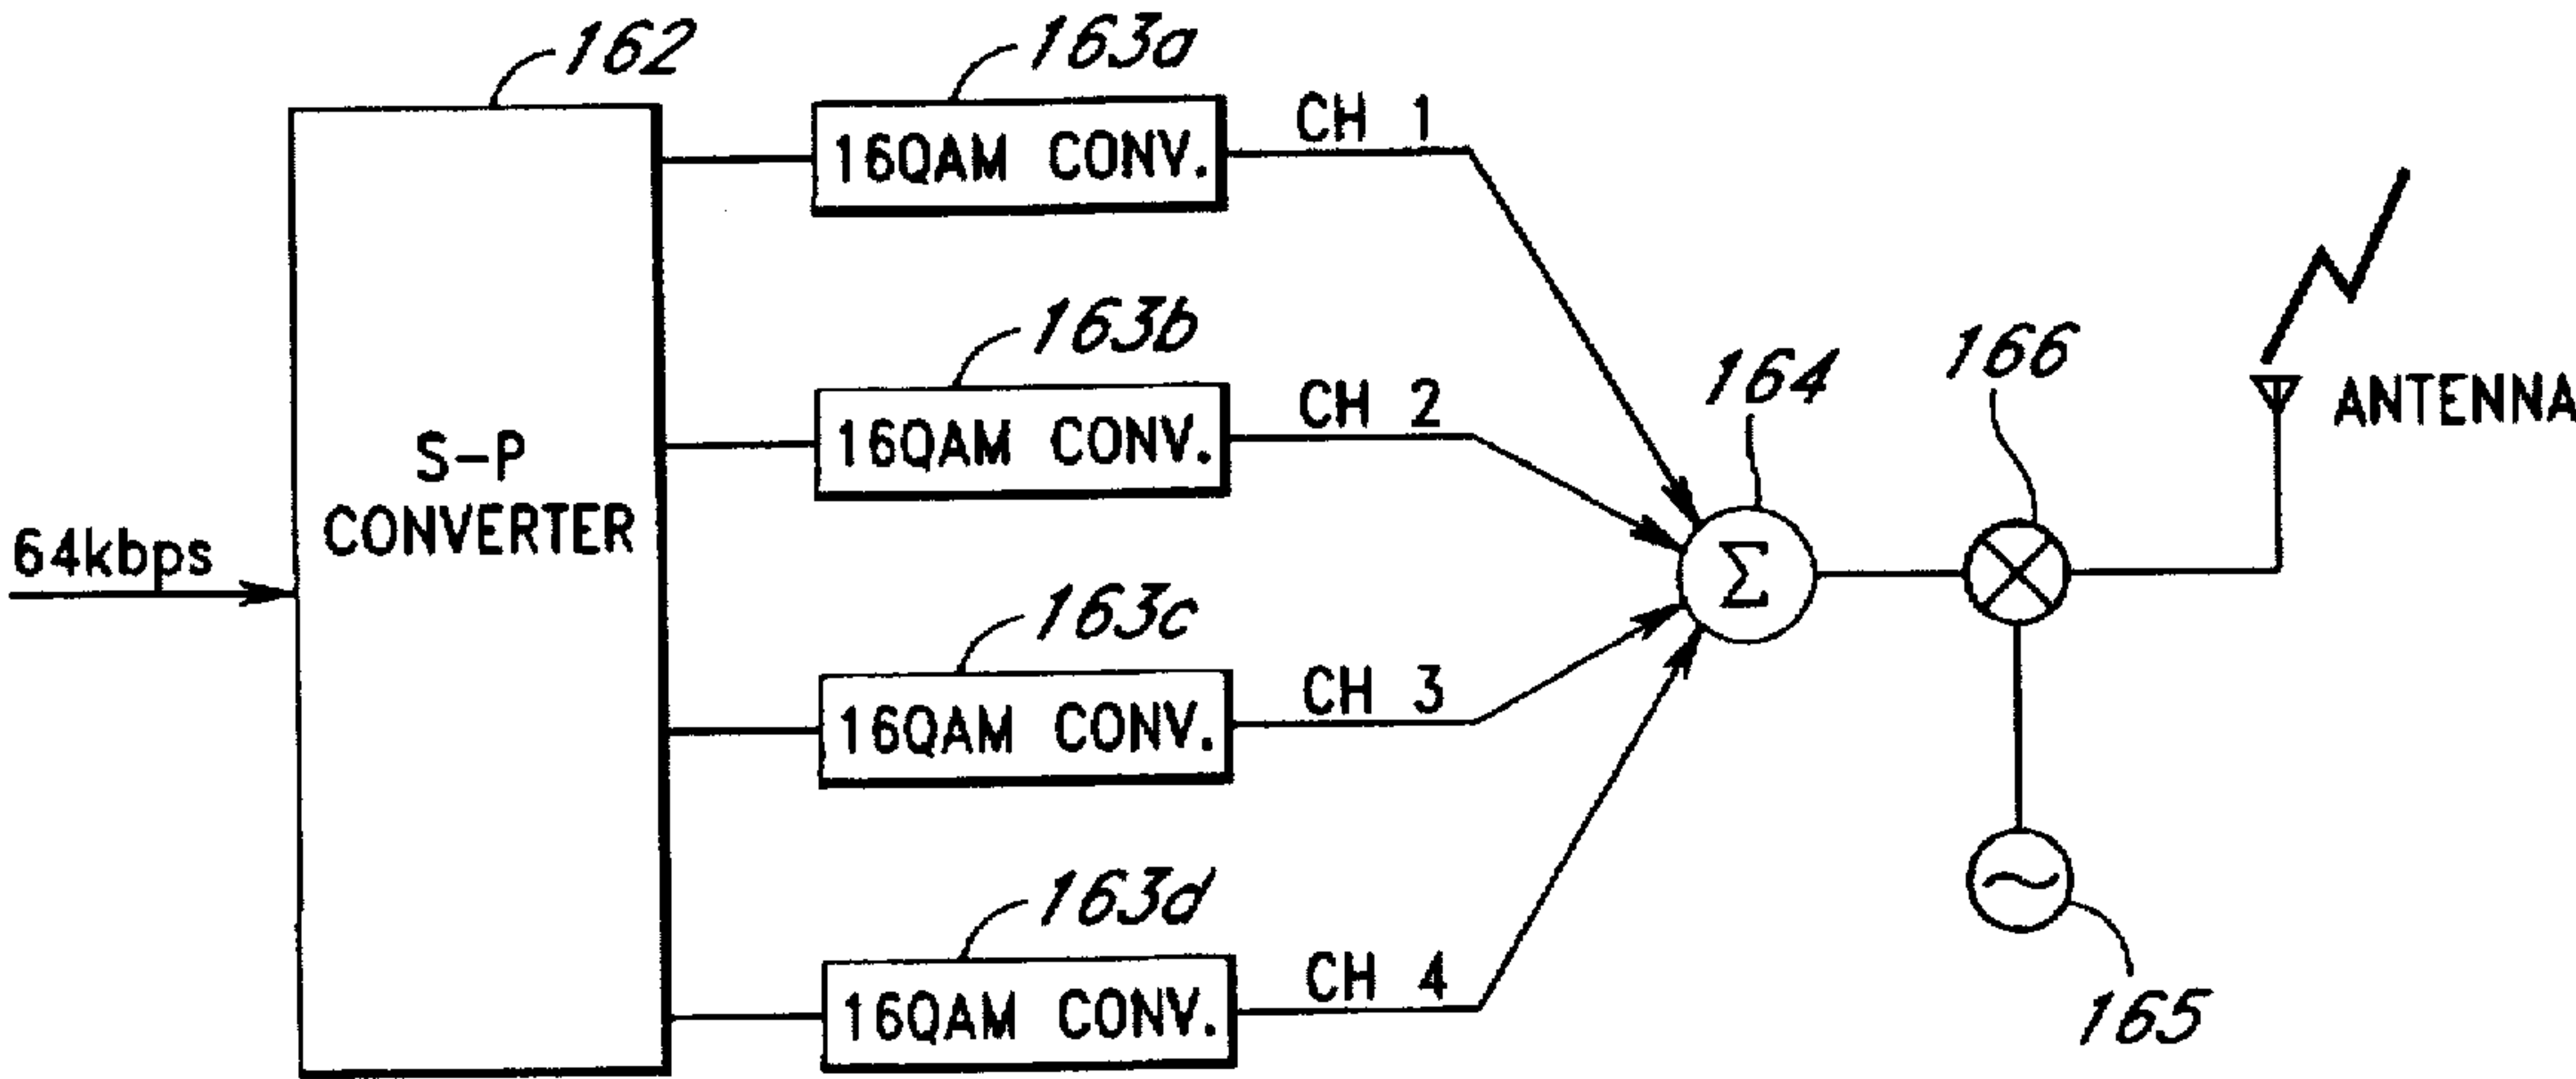 162
163a
16QAM CONV.
CH 1
163b
16QAM CONV.
CH 2
S-P
CONVERTER
64kbps
163c
16QAM CONV.
CH 3
163d
16QAM CONV.
CH 4
164
Σ
166
ANTENNA
165